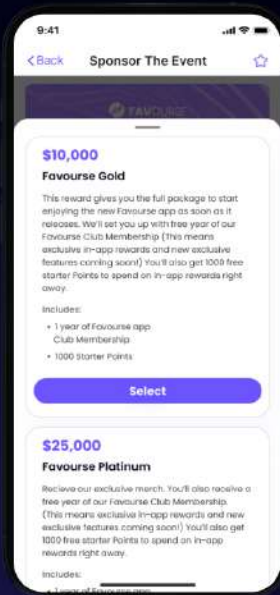 9:41
Back
Sponsor The Event
FAVOURSE
$10,000
Favourse Gold
This reward gives you the full package to start
enjoying the new Favourse app as soon as it
releases. We'll set you up with free year of our
Favourse Club Membership (This means
exclusive in-app rewards and new exclusive
features coming soon!) You'll also get 1000 free
starter Points to spend on in-app rewards right
away.
Includes:
• 1 year of Favourse app
Club Membership
• 1000 Starter Points
Select
$25,000
Favourse Platinum
Recieve our exclusive merch. You'll also receive a
free year of our Favourse Club Membership.
(This means exclusive in-app rewards and new
exclusive features coming soon!) You'll also get
1000 free starter Points to spend on in-app
rewards right away.
Includes:
• 1 year of Favourse app